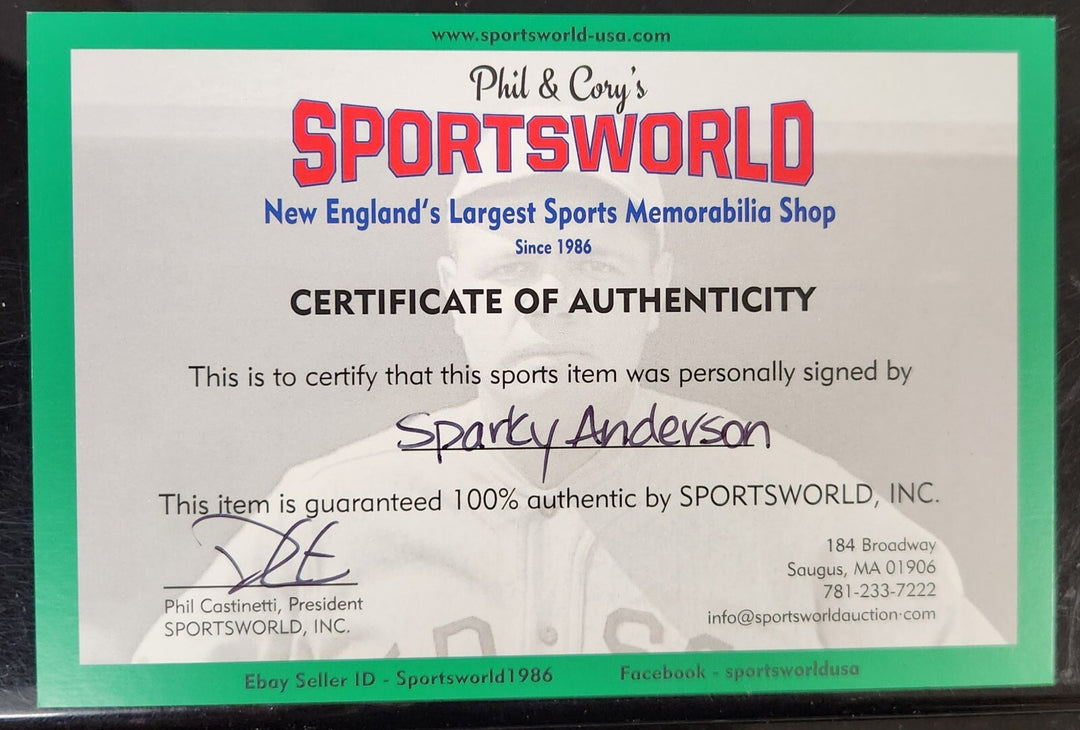 www.sportsworld-usa.com
Phil & Cory's
SPORTSWORLD
New England's Largest Sports Memorabilia Shop
Since 1986
CERTIFICATE OF AUTHENTICITY
This is to certify that this sports item was personally signed by
Sparky Anderson
This item is guaranteed 100% authentic by SPORTSWORLD, INC.
184 Broadway
Saugus, MA 01906
781-233-7222
info@sportsworldauction.com
Phil Castinetti, President
SPORTSWORLD, INC.
Ebay Seller ID - Sportsworld1986
Facebook - sportsworldusa